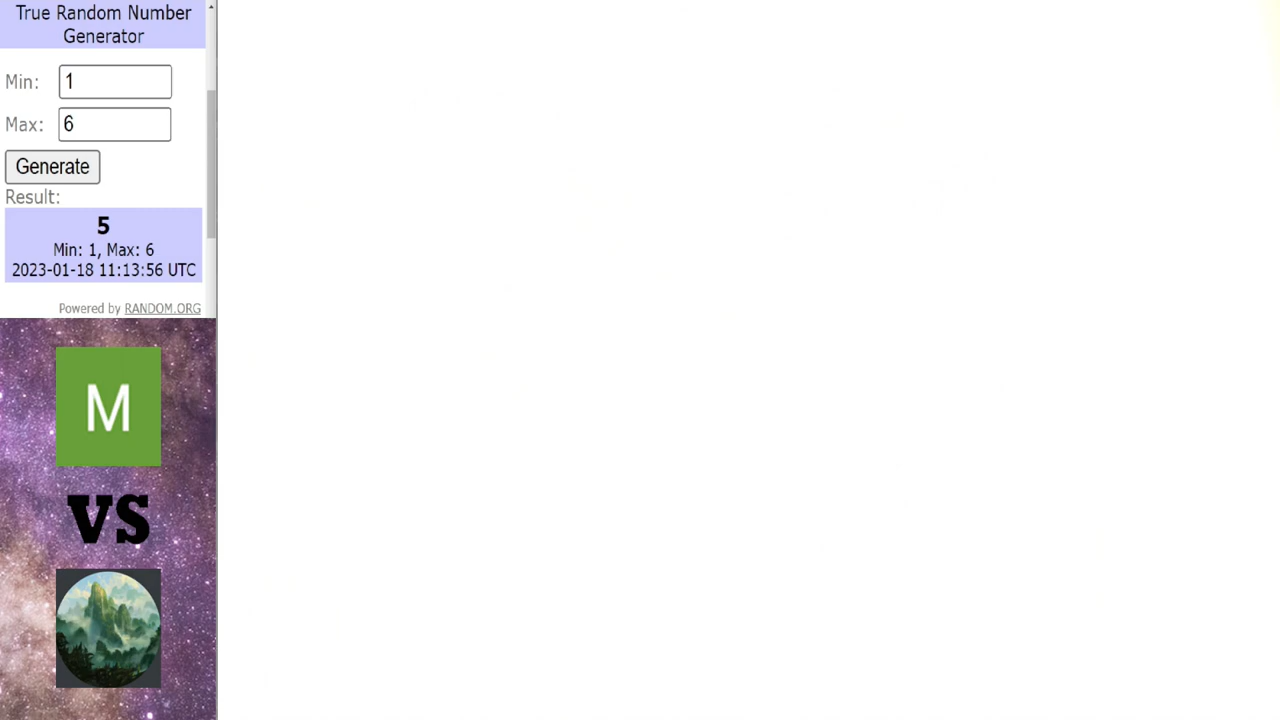 True Random Number
Generator
Min: 1
Max: 6
Generate
Result:
5
Min: 1, Max: 6
2023-01-18 11:13:56 UTC
Powered by RANDOM.ORG
M
VS